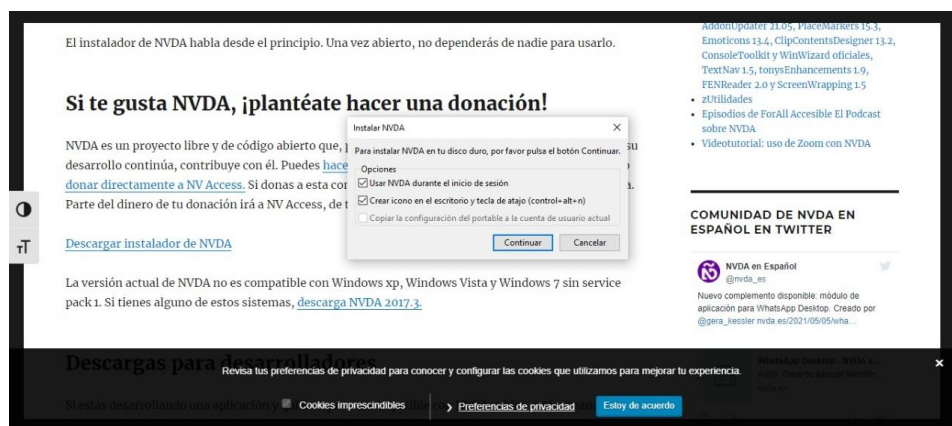 El instalador de NVDA habla desde el principio. Una vez abierto, no dependerás de nadie para usarlo.
Si te gusta NVDA, ¡plantéate hacer una donación!
NVDA es un proyecto libre y de código abierto que,
su
desarrollo continúa, contribuye con él. Puedes hace
donar directamente a NV Access. Si donas a esta
a.
Parte del dinero de tu donación irá a NV Access, de
Descargar instalador de NVDA
La versión actual de NVDA no es compatible con Windows xp, Windows Vista y Windows 7 sin service
pack 1. Si tienes alguno de estos sistemas, descarga NVDA 2017.3.
Descargas para desarrolladores
Si estás desarrollando una aplicación y
Instalar NVDA
Para instalar NVDA en tu disco duro, por favor pulsa el botón Continuar.
Opciones
Usar NVDA durante el inicio de sesión
Crear icono en el escritorio y tecla de atajo (control+alt+n)
Copiar la configuración del portable a la cuenta de usuario actual
Continuar
Cancelar
AddonUpdater 21.05, PlaceMarkers 15.3,
Emoticons 13.4, ClipContentsDesigner 13.2,
ConsoleToolkit y WinWizard oficiales,
TextNav 1.5, tonysEnhancements 1.9,
FENReader 2.0 y ScreenWrapping 1.5
zUtilidades
Episodios de ForAll Accesible El Podcast
sobre NVDA
Videotutorial: uso de Zoom con NVDA
COMUNIDAD DE NVDA EN
ESPAÑOL EN TWITTER
NVDA en Español
@nvda_es
Nuevo complemento disponible: módulo de
aplicación para WhatsApp Desktop. Creado por
@gera_kessler nvda.es/2021/05/05/wha…
WhatsApp Desktop - NVDA
Revisa tus preferencias de privacidad para conocer y configurar las cookies que utilizamos para mejorar tu experiencia.
Cookies imprescindibles
Preferencias de privacidad
Estoy de acuerdo